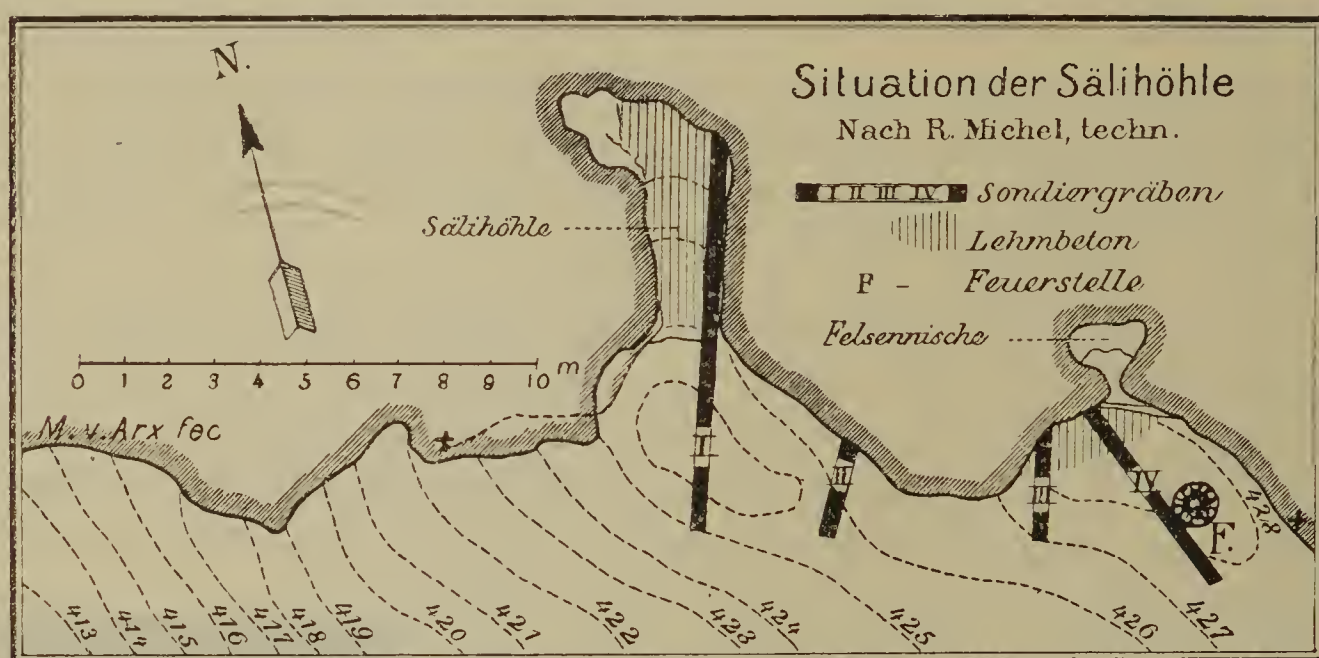 N.
Situation der Sälihöhle
Nach R. Michel, techn.
I II III IV Sondiergräben
Lehmbeton
F - Feuerstelle
Sälihöhle
Felsennische
0 1 2 3 4 5 6 7 8 9 10 m
M. v. Arx fec
I
II
III
IV
F.
428
413
414
415
416
417
418
419
420
421
422
423
424
425
426
427